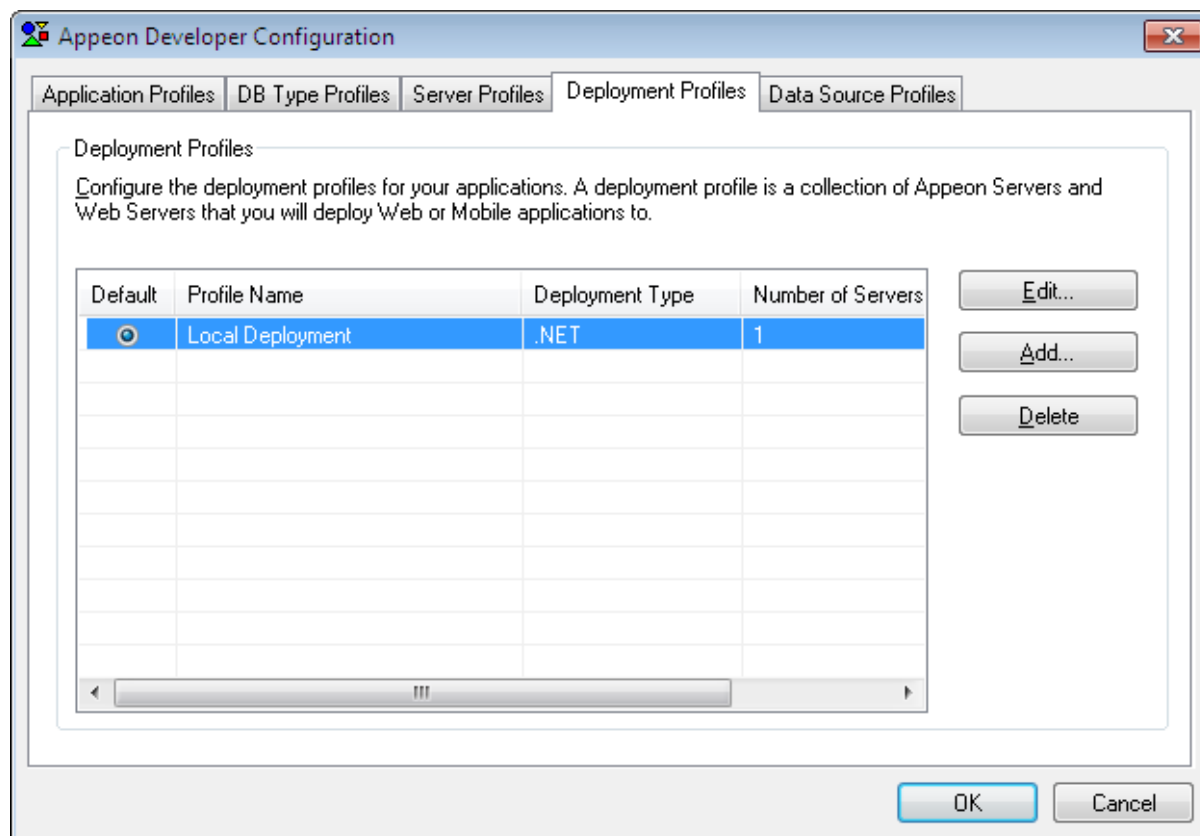 Appeon Developer Configuration
Application Profiles DB Type Profiles Server Profiles Deployment Profiles Data Source Profiles
Deployment Profiles
Configure the deployment profiles for your applications. A deployment profile is a collection of Appeon Servers and
Web Servers that you will deploy Web or Mobile applications to.
Default Profile Name Deployment Type Number of Servers
Local Deployment .NET 1
Edit...
Add...
Delete
OK Cancel